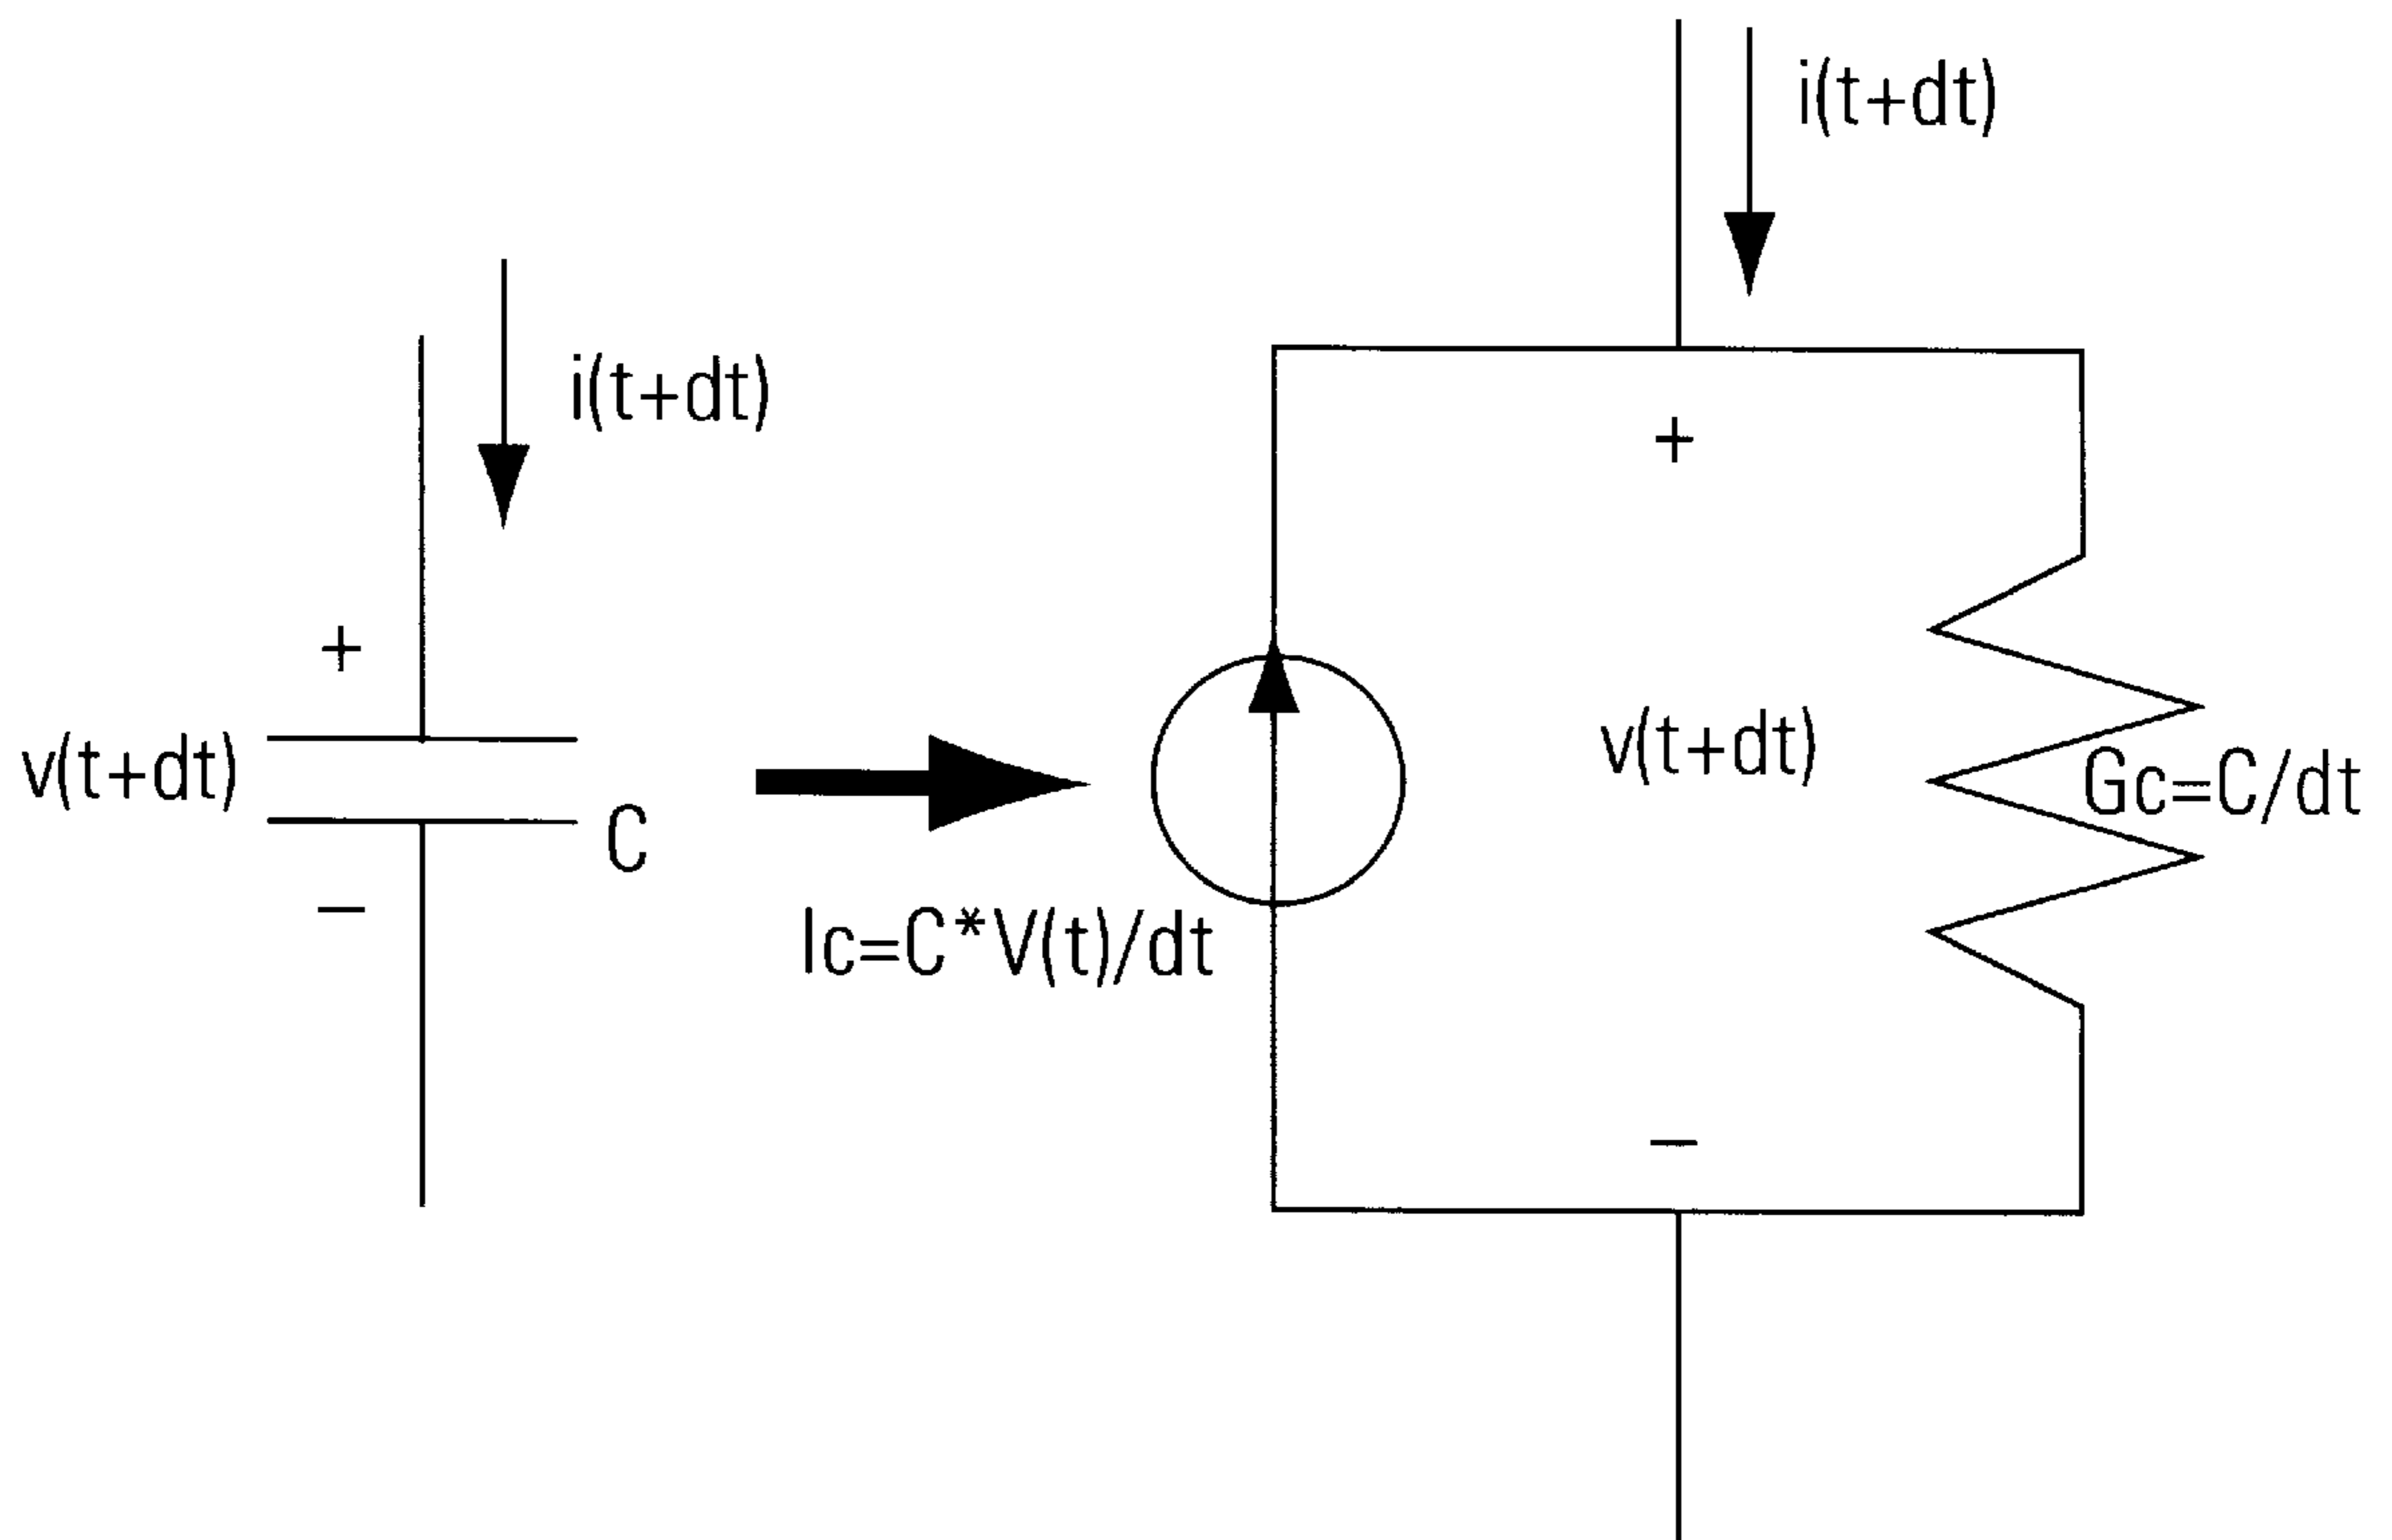 i(t+dt)
i(t+dt)
+
+
v(t+dt)
C
−
v(t+dt)
Gc=C/dt
Ic=C*V(t)/dt
−